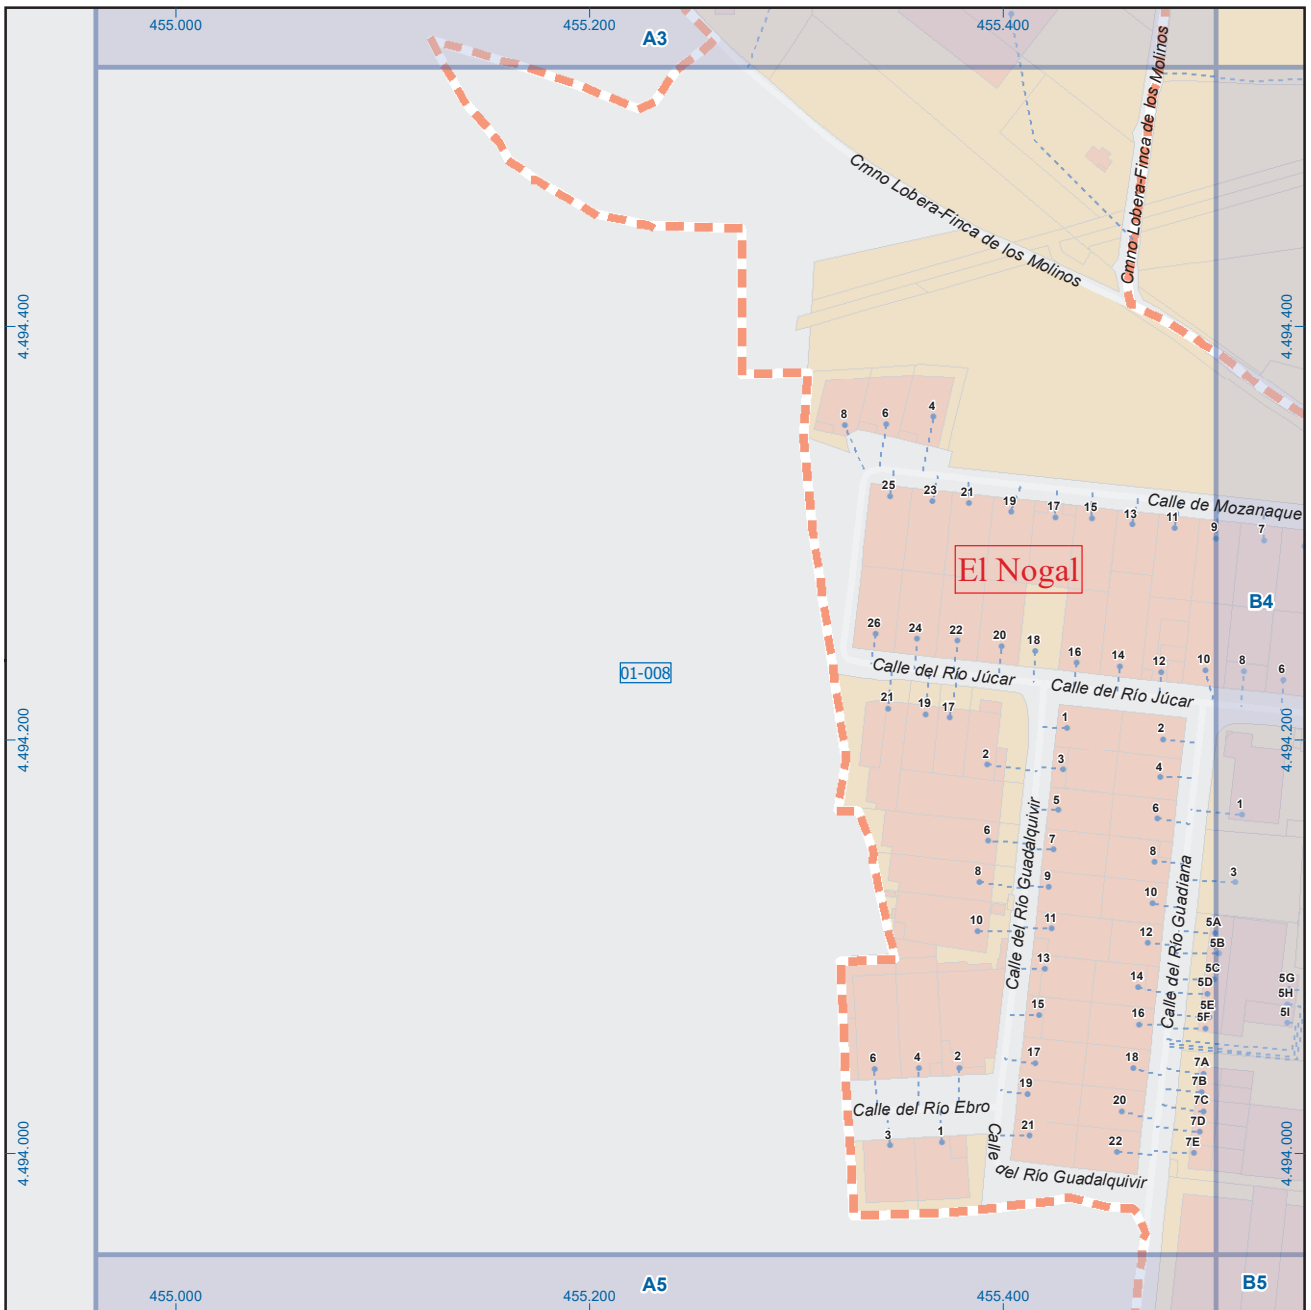 455.000
455.200
455.400
A3
Cmno Lobera-Finca de los Molinos
Cmno Lobera-Finca de los Molinos
4.494.400
4.494.400
8
6
4
25
23
21
19
17
15
13
11
9
7
Calle de Mozanaque
El Nogal
B4
26
24
22
20
18
16
14
12
10
8
6
01-008
Calle del Río Júcar
Calle del Río Júcar
21
19
17
1
2
4.494.200
4.494.200
2
3
4
5
6
1
6
7
8
8
9
10
3
Calle del Río Guadalquivir
Calle del Río Guadiana
10
11
12
5A
5B
13
14
5C
5D
5G
5H
15
16
5E
5F
5I
6
4
2
17
18
7A
7B
19
20
7C
7D
Calle del Río Ebro
3
1
21
22
7E
4.494.000
4.494.000
Calle
del Río Guadalquivir
A5
B5
455.000
455.200
455.400